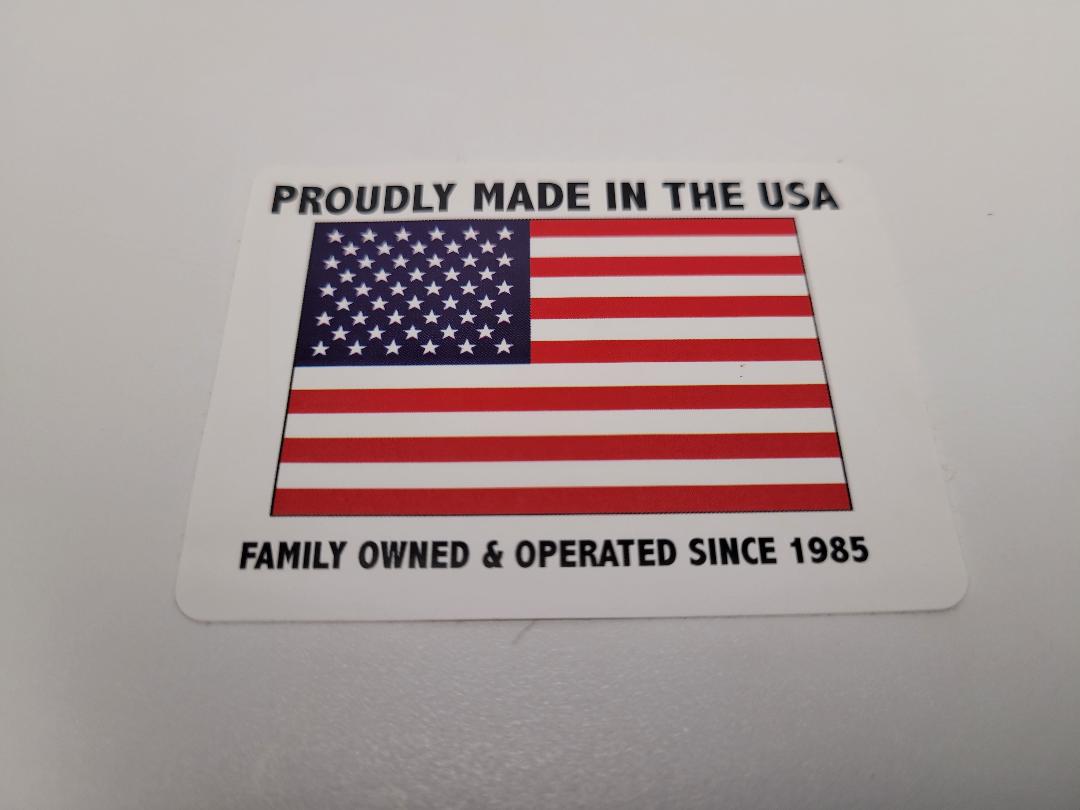 PROUDLY MADE IN THE USA
FAMILY OWNED & OPERATED SINCE 1985